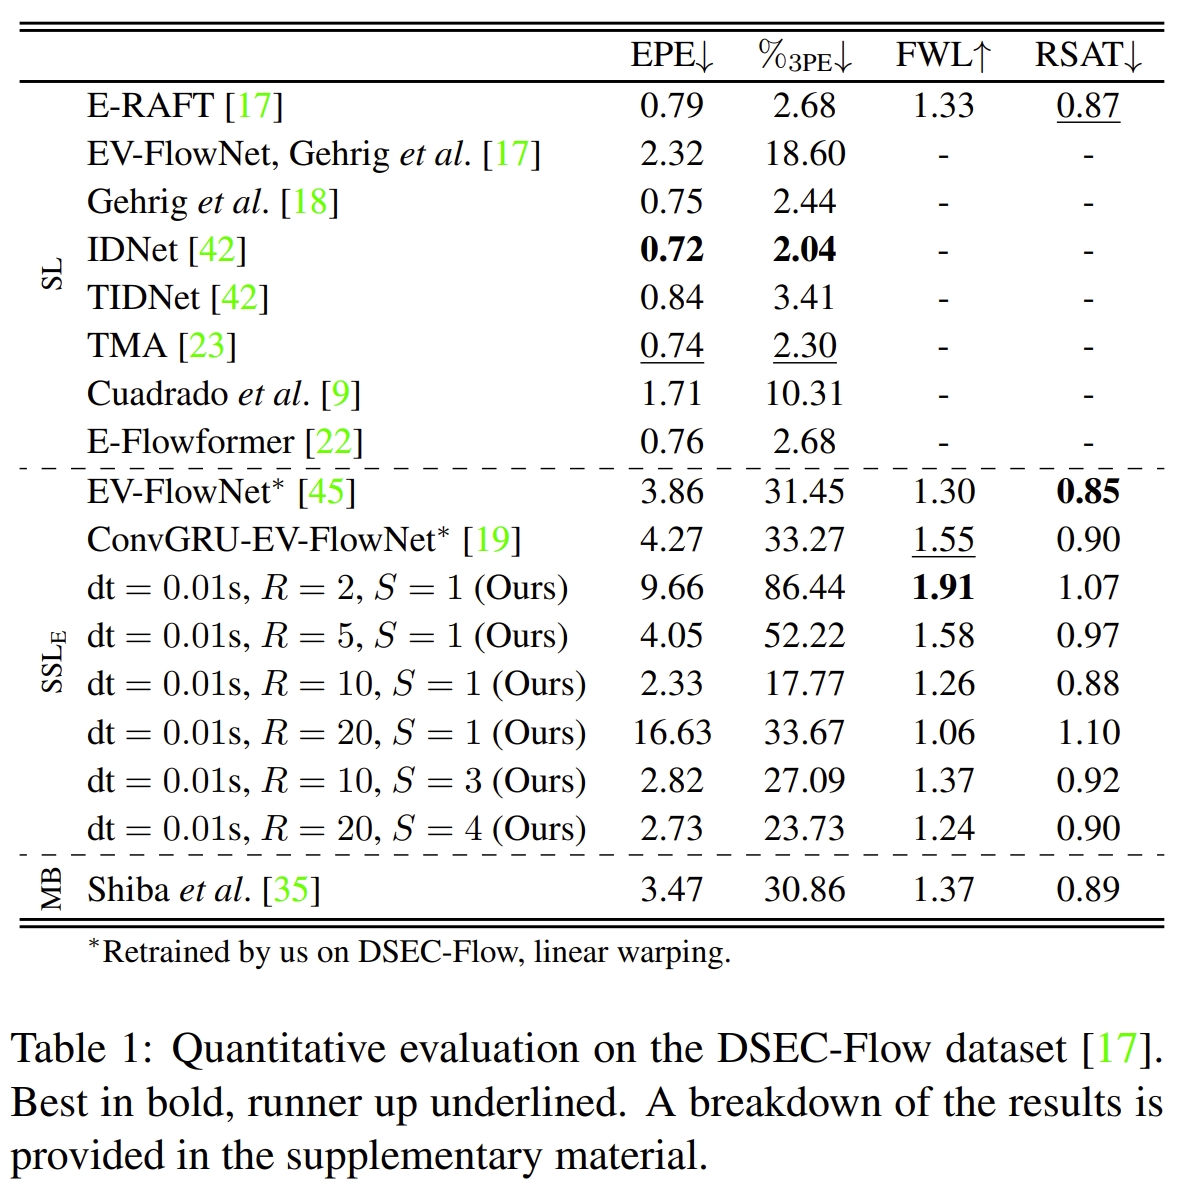 EPE↓ %3PE↓ FWL↑ RSAT↓
SL
E-RAFT [17] 0.79 2.68 1.33 0.87
EV-FlowNet, Gehrig et al. [17] 2.32 18.60 - -
Gehrig et al. [18] 0.75 2.44 - -
IDNet [42] 0.72 2.04 - -
TIDNet [42] 0.84 3.41 - -
TMA [23] 0.74 2.30 - -
Cuadrado et al. [9] 1.71 10.31 - -
E-Flowformer [22] 0.76 2.68 - -
SSLE
EV-FlowNet* [45] 3.86 31.45 1.30 0.85
ConvGRU-EV-FlowNet* [19] 4.27 33.27 1.55 0.90
dt = 0.01s, R = 2, S = 1 (Ours) 9.66 86.44 1.91 1.07
dt = 0.01s, R = 5, S = 1 (Ours) 4.05 52.22 1.58 0.97
dt = 0.01s, R = 10, S = 1 (Ours) 2.33 17.77 1.26 0.88
dt = 0.01s, R = 20, S = 1 (Ours) 16.63 33.67 1.06 1.10
dt = 0.01s, R = 10, S = 3 (Ours) 2.82 27.09 1.37 0.92
dt = 0.01s, R = 20, S = 4 (Ours) 2.73 23.73 1.24 0.90
MB
Shiba et al. [35] 3.47 30.86 1.37 0.89
*Retrained by us on DSEC-Flow, linear warping.
Table 1: Quantitative evaluation on the DSEC-Flow dataset [17].
Best in bold, runner up underlined. A breakdown of the results is
provided in the supplementary material.